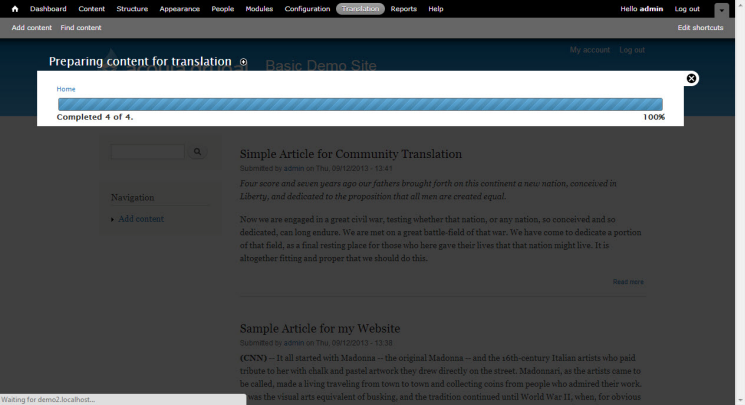 Dashboard Content Structure Appearance People Modules Configuration Translation Reports Help Hello admin Log out
Add content Find content Edit shortcuts
My account Log out
Preparing content for translation
Basic Demo Site
Home
Completed 4 of 4. 100%
Simple Article for Community Translation
Submitted by admin on Thu, 09/12/2013 - 13:41
Four score and seven years ago our fathers brought forth on this continent a new nation, conceived in
Liberty, and dedicated to the proposition that all men are created equal.
Navigation
Add content
Now we are engaged in a great civil war, testing whether that nation, or any nation, so conceived and so
dedicated, can long endure. We are met on a great battle-field of that war. We have come to dedicate a portion
of that field, as a final resting place for those who here gave their lives that that nation might live. It is
altogether fitting and proper that we should do this.
Read more
Sample Article for my Website
Submitted by admin on Thu, 09/12/2013 - 13:38
(CNN) -- It all started with Madonna -- the original Madonna -- and the 16th-century Italian artists who paid
tribute to her with chalk and pastel artwork they drew directly on the street. Madonnari, as the artists came to
be called, made a living traveling from town to town and collecting coins from people who admired their work.
was the visual arts equivalent of busking, and the tradition continued until World War II, when, for obvious
Waiting for demo2.localhost...